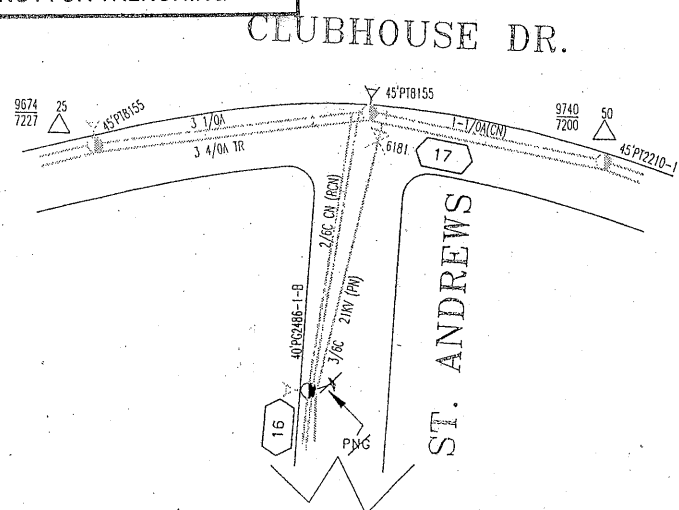 CLUBHOUSE DR.
45'PT8155
9674
7227
25
45'PT8155
3 1/0A
3 4/0A TR
1-1/0A(CN)
9740
7200
50
45'PT2210-1
6181
17
2/6C CN (RCN)
3/6C 21KV (PN)
40'PG2486-1-B
16
PNG
ST. ANDREWS